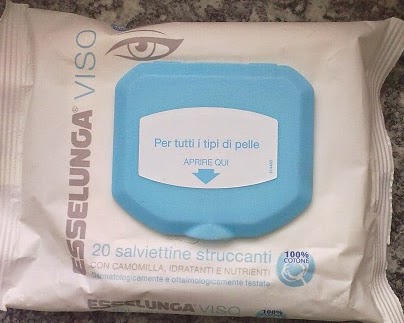 ESSELUNGA® VISO
Per tutti i tipi di pelle
APRIRE QUI
20 salviettine struccanti
CON CAMOMILLA, IDRATANTI E NUTRIENTI
dermatologicamente e oftalmologicamente testate
100%
COTONE
ESSELUNGA® VISO
100%